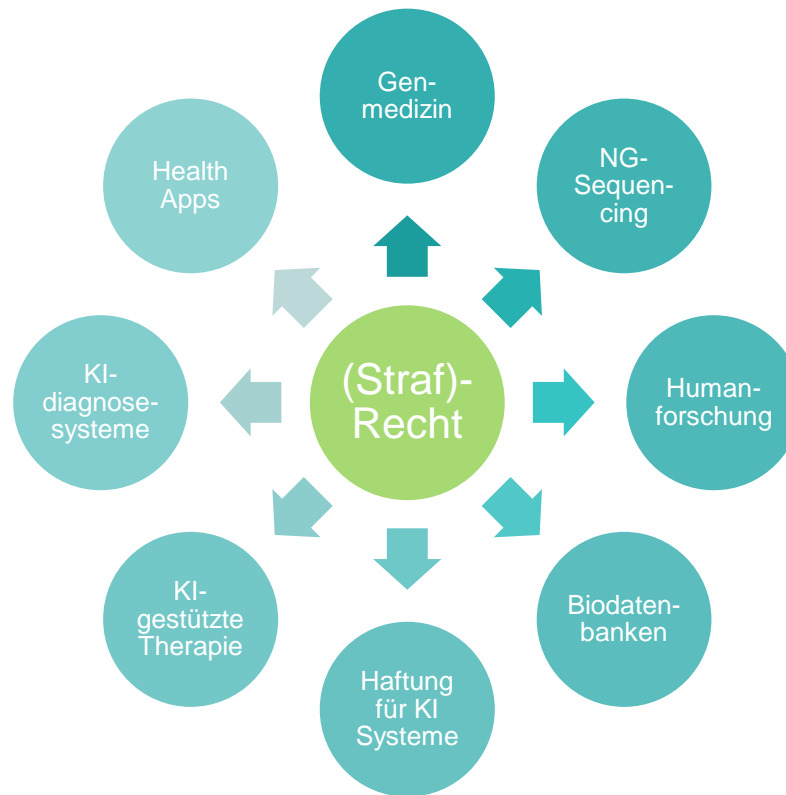 Gen-
medizin
NG-
Sequen-
cing
Human-
forschung
Biodaten-
banken
Haftung
für KI
Systeme
KI-
gestützte
Therapie
KI-
diagnose-
systeme
Health
Apps
(Straf)-
Recht